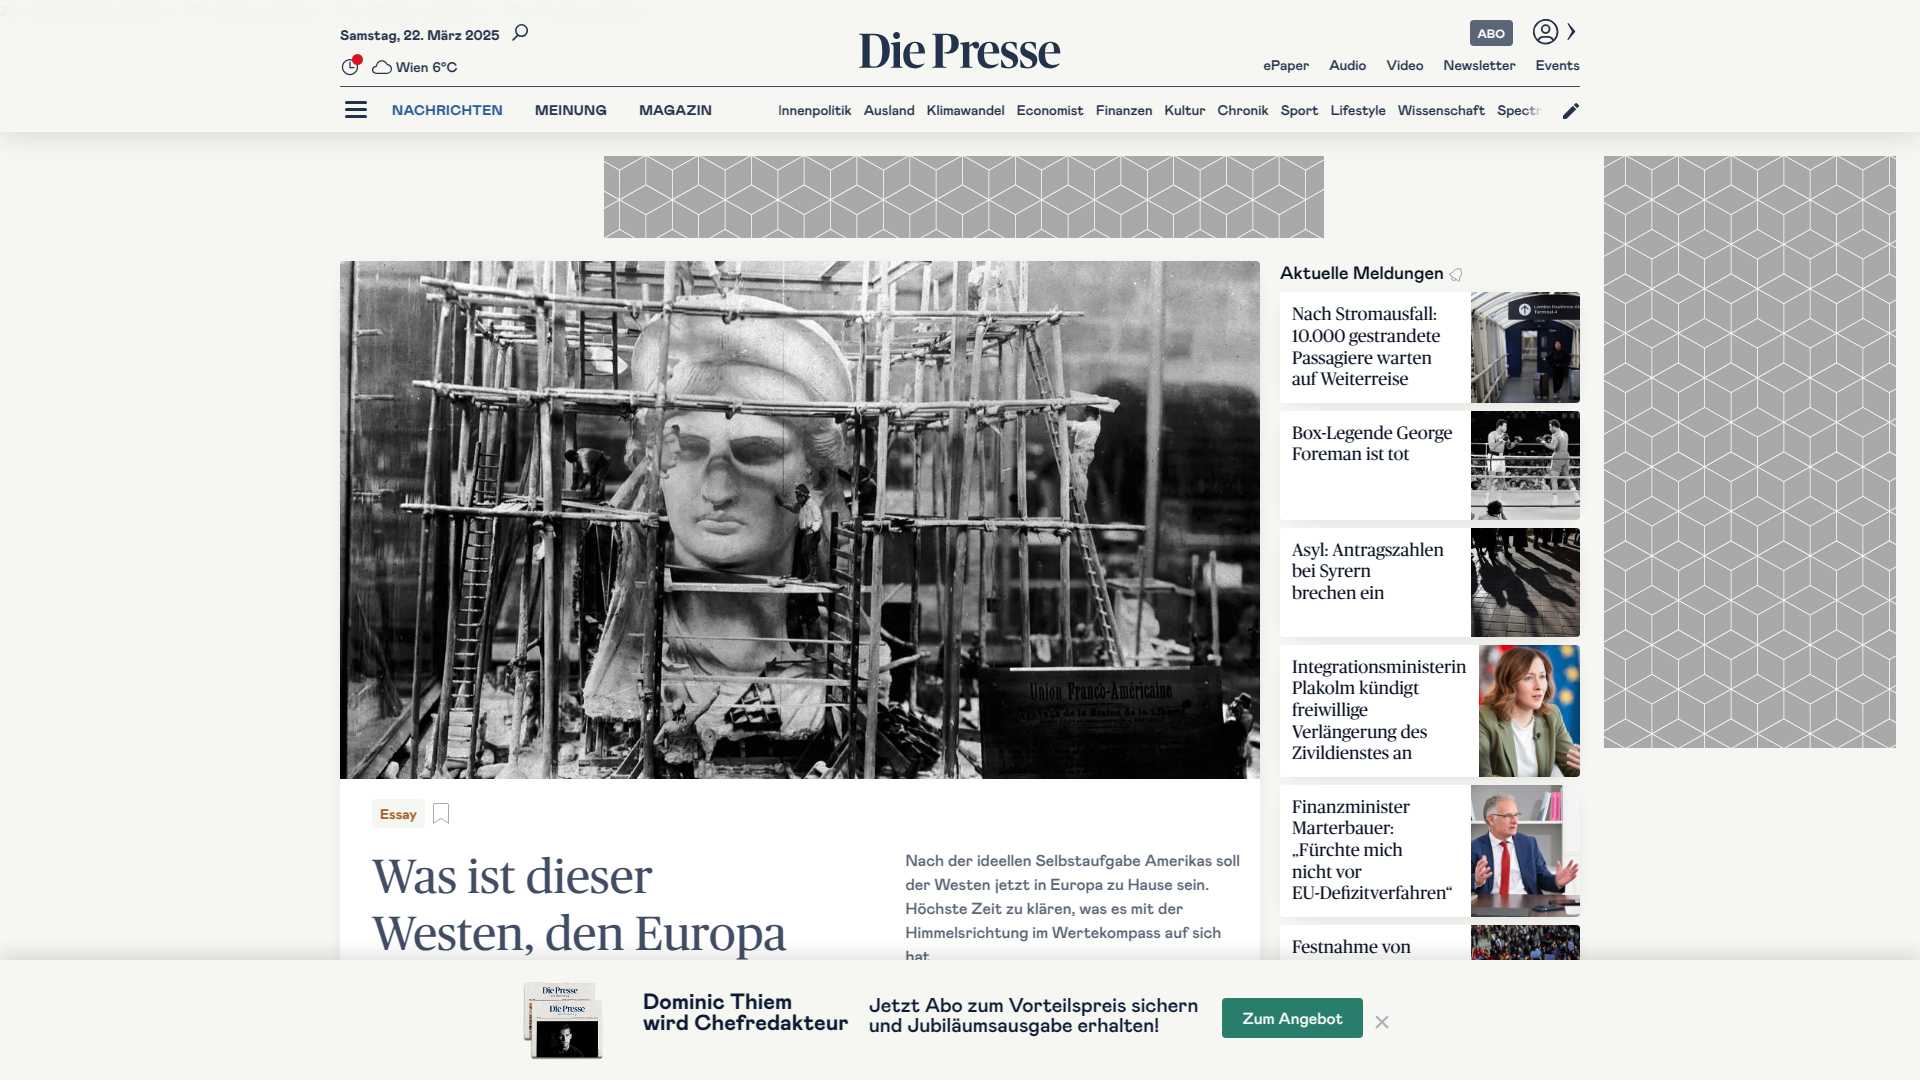 Samstag, 22. März 2025
Wien 6°C
Die Presse
ABO
ePaper Audio Video Newsletter Events
NACHRICHTEN MEINUNG MAGAZIN
Innenpolitik Ausland Klimawandel Economist Finanzen Kultur Chronik Sport Lifestyle Wissenschaft Spectr
Union Franco-Américaine
Essay
Was ist dieser
Westen, den Europa
Nach der ideellen Selbstaufgabe Amerikas soll
der Westen jetzt in Europa zu Hause sein.
Höchste Zeit zu klären, was es mit der
Himmelsrichtung im Wertekompass auf sich
hat.
Aktuelle Meldungen
Nach Stromausfall:
10.000 gestrandete
Passagiere warten
auf Weiterreise
Box-Legende George
Foreman ist tot
Asyl: Antragszahlen
bei Syrern
brechen ein
Integrationsministerin
Plakolm kündigt
freiwillige
Verlängerung des
Zivildienstes an
Finanzminister
Marterbauer:
„Fürchte mich
nicht vor
EU-Defizitverfahren“
Festnahme von
Die Presse
Die Presse
Dominic Thiem
wird Chefredakteur
Jetzt Abo zum Vorteilspreis sichern
und Jubiläumsausgabe erhalten!
Zum Angebot